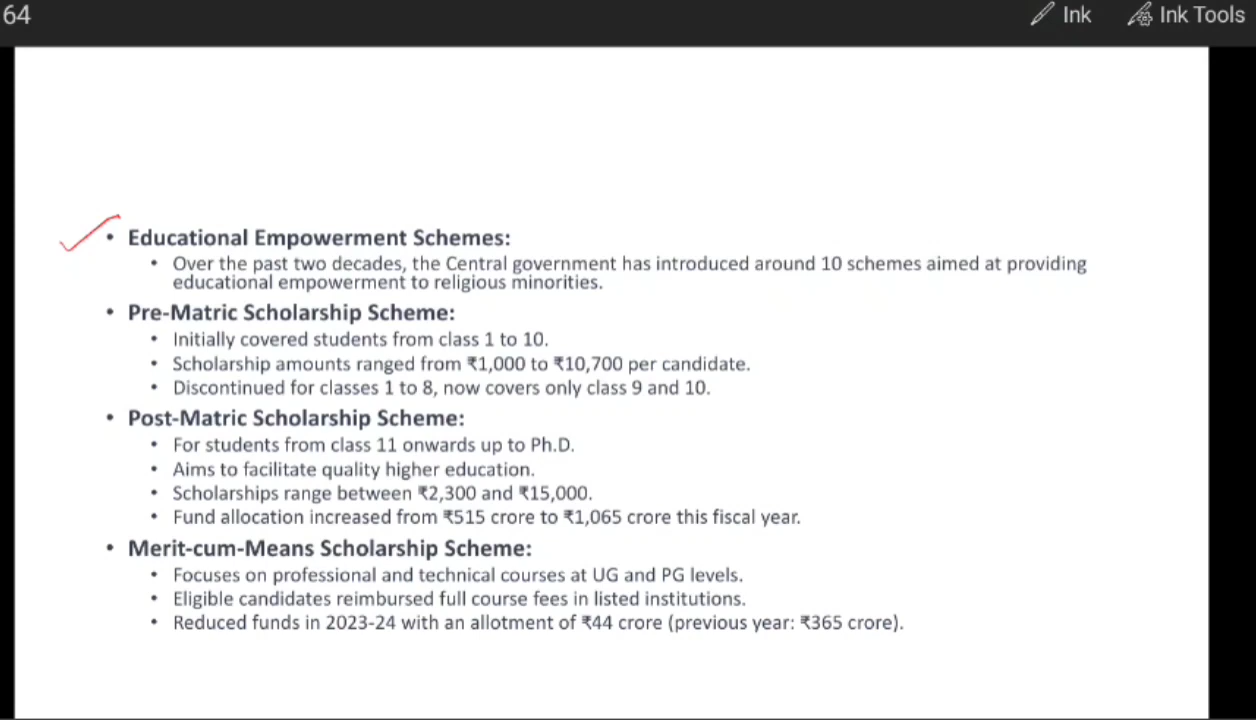 64
Ink Ink Tools
• Educational Empowerment Schemes:
• Over the past two decades, the Central government has introduced around 10 schemes aimed at providing
educational empowerment to religious minorities.
• Pre-Matric Scholarship Scheme:
• Initially covered students from class 1 to 10.
• Scholarship amounts ranged from ₹1,000 to ₹10,700 per candidate.
• Discontinued for classes 1 to 8, now covers only class 9 and 10.
• Post-Matric Scholarship Scheme:
• For students from class 11 onwards up to Ph.D.
• Aims to facilitate quality higher education.
• Scholarships range between ₹2,300 and ₹15,000.
• Fund allocation increased from ₹515 crore to ₹1,065 crore this fiscal year.
• Merit-cum-Means Scholarship Scheme:
• Focuses on professional and technical courses at UG and PG levels.
• Eligible candidates reimbursed full course fees in listed institutions.
• Reduced funds in 2023-24 with an allotment of ₹44 crore (previous year: ₹365 crore).